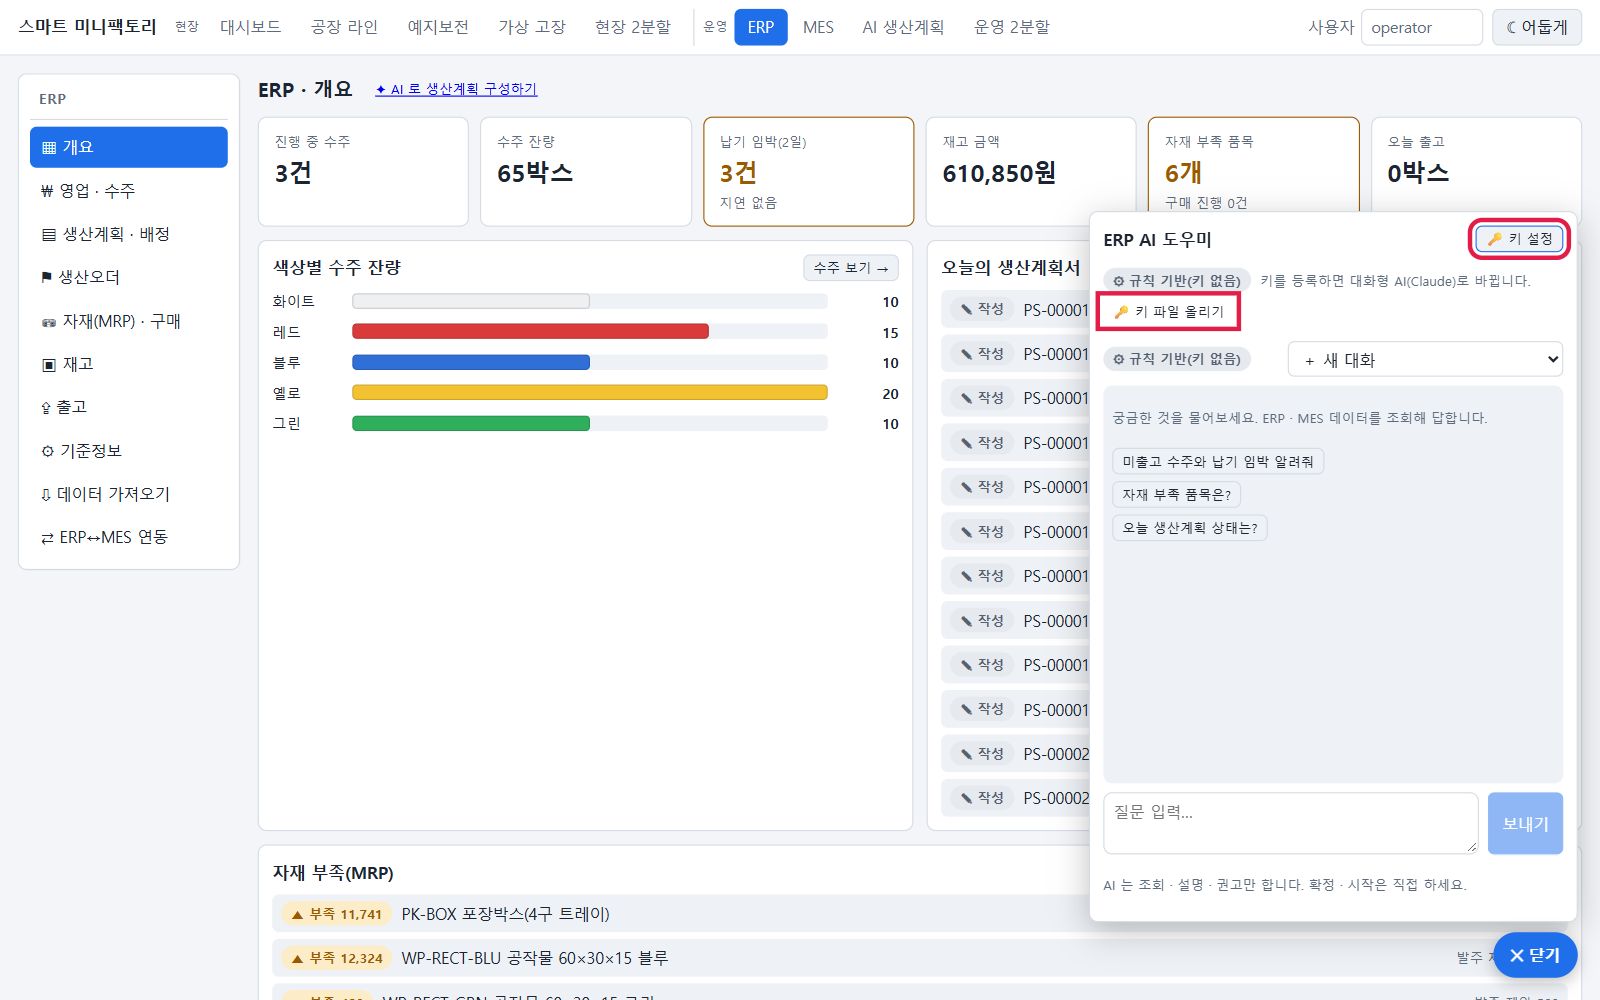 스마트 미니팩토리 현장 대시보드 공장 라인 예지보전 가상 고장 현장 2분할 운영 ERP MES AI 생산계획 운영 2분할 사용자 operator ☾ 어둡게
ERP
▦ 개요
₩ 영업 · 수주
▤ 생산계획 · 배정
⚑ 생산오더
자재(MRP) · 구매
▣ 재고
⇪ 출고
⚙ 기준정보
⇩ 데이터 가져오기
⇄ ERP↔MES 연동
ERP · 개요 ✦ AI 로 생산계획 구성하기
진행 중 수주
3건
수주 잔량
65박스
납기 임박(2일)
3건
지연 없음
재고 금액
610,850원
자재 부족 품목
6개
구매 진행 0건
오늘 출고
0박스
색상별 수주 잔량 수주 보기 →
화이트 10
레드 15
블루 10
옐로 20
그린 10
오늘의 생산계획서
✎ 작성 PS-00001
✎ 작성 PS-00001
✎ 작성 PS-00001
✎ 작성 PS-00001
✎ 작성 PS-00001
✎ 작성 PS-00001
✎ 작성 PS-00001
✎ 작성 PS-00001
✎ 작성 PS-00001
✎ 작성 PS-00001
✎ 작성 PS-00002
✎ 작성 PS-00002
자재 부족(MRP)
▲ 부족 11,741 PK-BOX 포장박스(4구 트레이)
▲ 부족 12,324 WP-RECT-BLU 공작물 60×30×15 블루 발주
ERP AI 도우미 🔑 키 설정
⚙ 규칙 기반(키 없음) 키를 등록하면 대화형 AI(Claude)로 바뀝니다.
🔑 키 파일 올리기
⚙ 규칙 기반(키 없음) + 새 대화
궁금한 것을 물어보세요. ERP · MES 데이터를 조회해 답합니다.
미출고 수주와 납기 임박 알려줘
자재 부족 품목은?
오늘 생산계획 상태는?
질문 입력...
보내기
AI 는 조회 · 설명 · 권고만 합니다. 확정 · 시작은 직접 하세요.
✕ 닫기